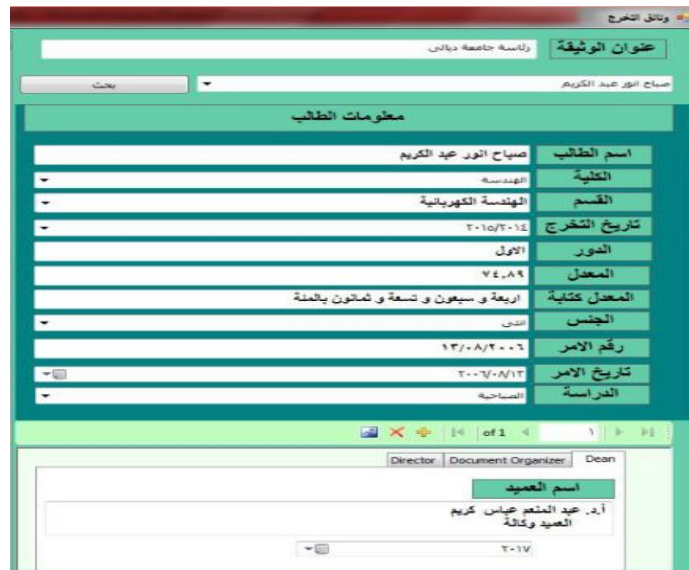 وثائق التخرج
عنوان الوثيقة رئاسة جامعة ديالى
صباح انور عبد الكريم بحث
معلومات الطالب
اسم الطالب صباح انور عبد الكريم
الكلية الهندسة
القسم الهندسة الكهربائية
تاريخ التخرج ٢٠١٥/٢٠١٤
الدور الاول
المعدل ٧٤,٨٩
المعدل كتابة اربعة و سبعون و تسعة و ثمانون بالمئة
الجنس انثى
رقم الامر ١٣/٠٨/٢٠٠٦
تاريخ الامر ٢٠٠٦/٠٨/١٣
الدراسة الصباحية
١ of 1
Dean Document Organizer Director
اسم العميد
أ.د. عبد المنعم عباس كريم
العميد وكالة
٢٠١٧